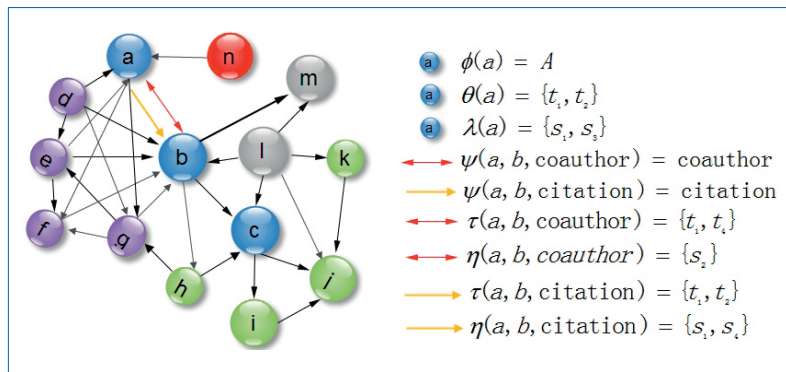 a
n
m
d
b
l
k
e
f
g
c
h
j
i
a ϕ(a) = A
a θ(a) = {t₁, t₂}
a λ(a) = {s₁, s₃}
ψ(a, b, coauthor) = coauthor
ψ(a, b, citation) = citation
τ(a, b, coauthor) = {t₁, t₄}
η(a, b, coauthor) = {s₂}
τ(a, b, citation) = {t₁, t₂}
η(a, b, citation) = {s₁, s₄}